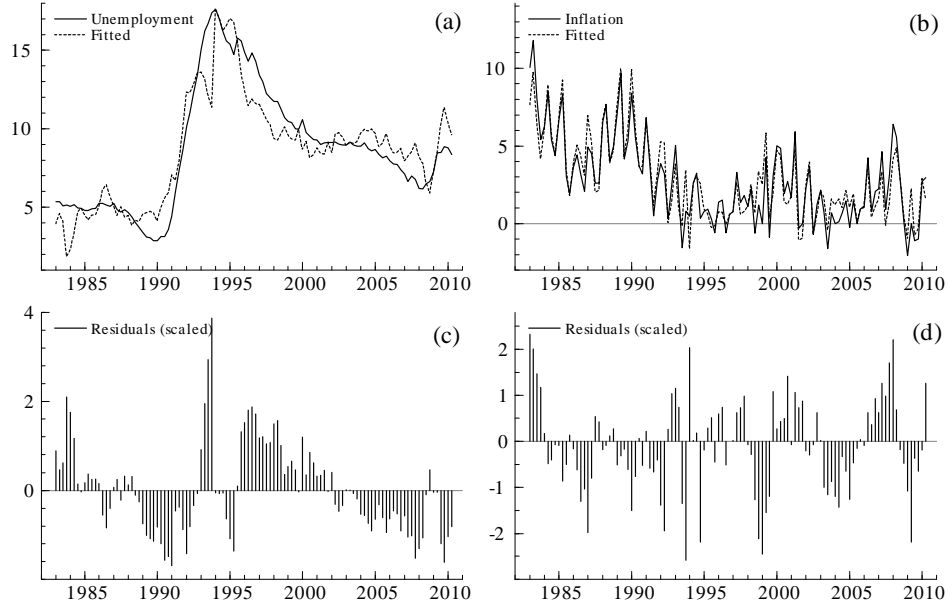 Unemployment
Fitted
(a)
15
10
5
1985 1990 1995 2000 2005 2010
Inflation
Fitted
(b)
10
5
0
1985 1990 1995 2000 2005 2010
4
Residuals (scaled)
(c)
2
0
1985 1990 1995 2000 2005 2010
Residuals (scaled)
(d)
2
1
0
-1
-2
1985 1990 1995 2000 2005 2010